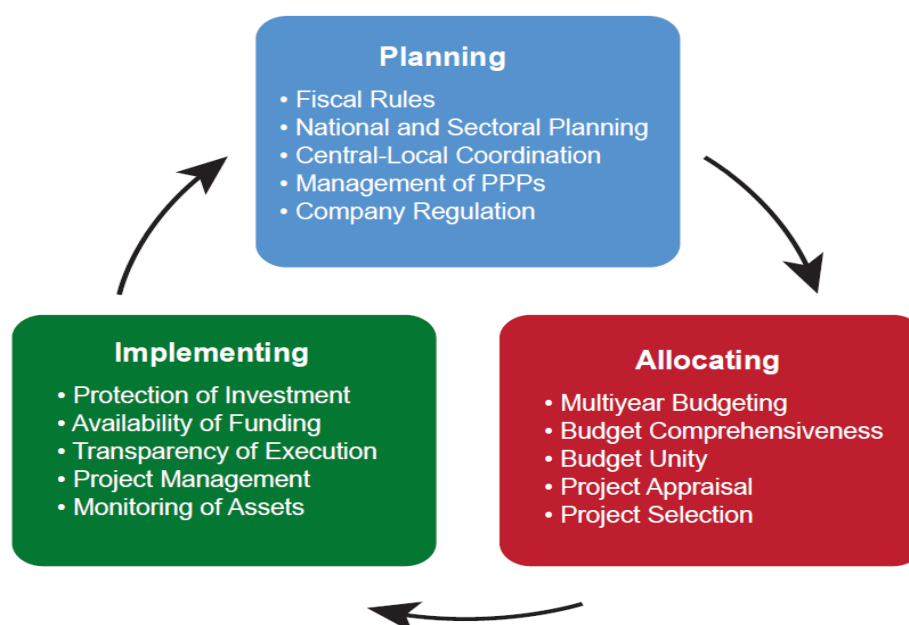 Planning
• Fiscal Rules
• National and Sectoral Planning
• Central-Local Coordination
• Management of PPPs
• Company Regulation
Implementing
• Protection of Investment
• Availability of Funding
• Transparency of Execution
• Project Management
• Monitoring of Assets
Allocating
• Multiyear Budgeting
• Budget Comprehensiveness
• Budget Unity
• Project Appraisal
• Project Selection